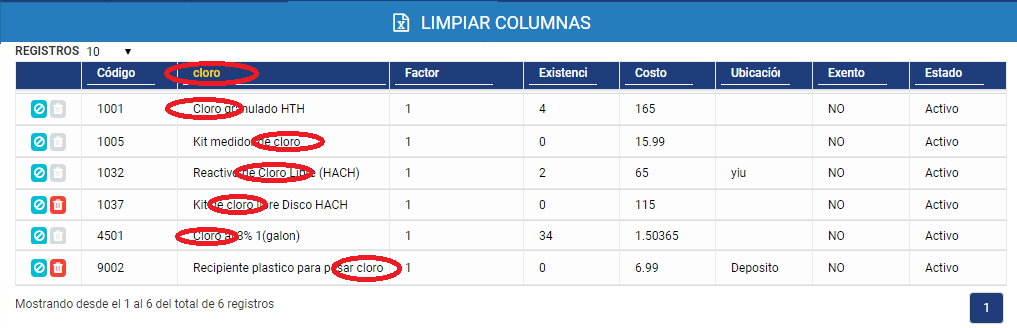 LIMPIAR COLUMNAS
REGISTROS 10
Código cloro Factor Existenci Costo Ubicación Exento Estado
1001 Cloro granulado HTH 1 4 165 NO Activo
1005 Kit medidor de cloro 1 0 15.99 NO Activo
1032 Reactivo de Cloro Libre (HACH) 1 2 65 yiu NO Activo
1037 Kit de cloro libre Disco HACH 1 0 115 NO Activo
4501 Cloro al 3% 1(galon) 1 34 1.50365 NO Activo
9002 Recipiente plastico para pesar cloro 1 0 6.99 Deposito NO Activo
Mostrando desde el 1 al 6 del total de 6 registros
1